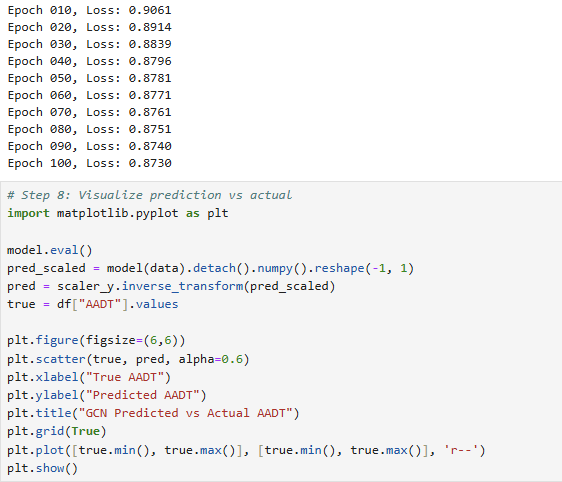 Epoch 010, Loss: 0.9061
Epoch 020, Loss: 0.8914
Epoch 030, Loss: 0.8839
Epoch 040, Loss: 0.8796
Epoch 050, Loss: 0.8781
Epoch 060, Loss: 0.8771
Epoch 070, Loss: 0.8761
Epoch 080, Loss: 0.8751
Epoch 090, Loss: 0.8740
Epoch 100, Loss: 0.8730
# Step 8: Visualize prediction vs actual
import matplotlib.pyplot as plt
model.eval()
pred_scaled = model(data).detach().numpy().reshape(-1, 1)
pred = scaler_y.inverse_transform(pred_scaled)
true = df["AADT"].values
plt.figure(figsize=(6,6))
plt.scatter(true, pred, alpha=0.6)
plt.xlabel("True AADT")
plt.ylabel("Predicted AADT")
plt.title("GCN Predicted vs Actual AADT")
plt.grid(True)
plt.plot([true.min(), true.max()], [true.min(), true.max()], 'r--')
plt.show()